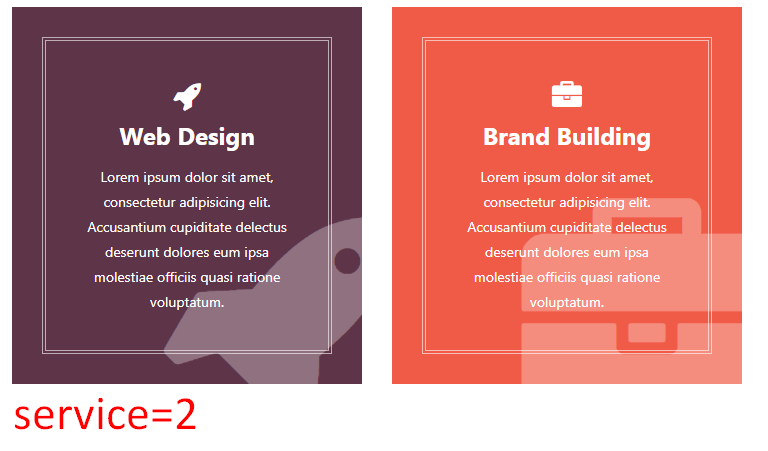 Web Design
Lorem ipsum dolor sit amet,
consectetur adipisicing elit.
Accusantium cupiditate delectus
deserunt dolores eum ipsa
molestiae officiis quasi ratione
voluptatum.
Brand Building
Lorem ipsum dolor sit amet,
consectetur adipisicing elit.
Accusantium cupiditate delectus
deserunt dolores eum ipsa
molestiae officiis quasi ratione
voluptatum.
service=2